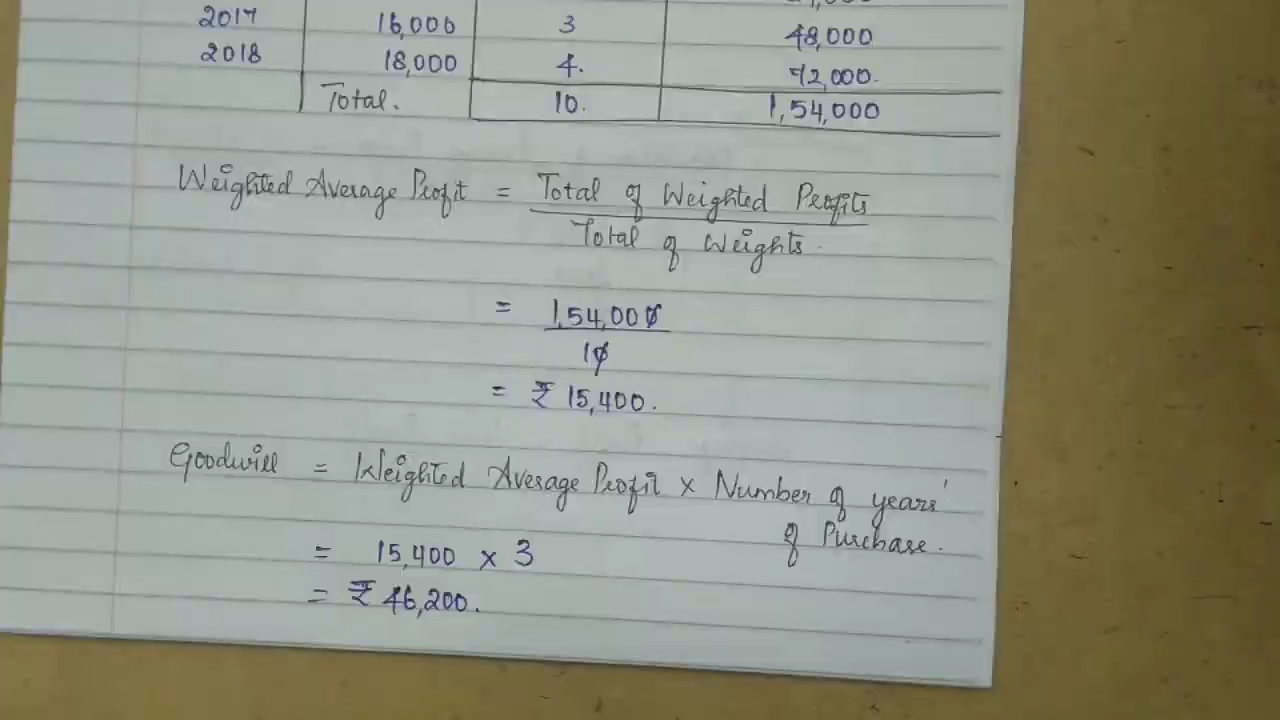 2017 16,000 3 48,000
2018 18,000 4. 72,000.
Total. 10. 1,54,000
Weighted Average Profit = Total of Weighted Profits
Total of Weights.
= 1,54,000
10
= ₹ 15,400.
Goodwill = Weighted Average Profit × Number of years'
of Purchase.
= 15,400 × 3
= ₹ 46,200.